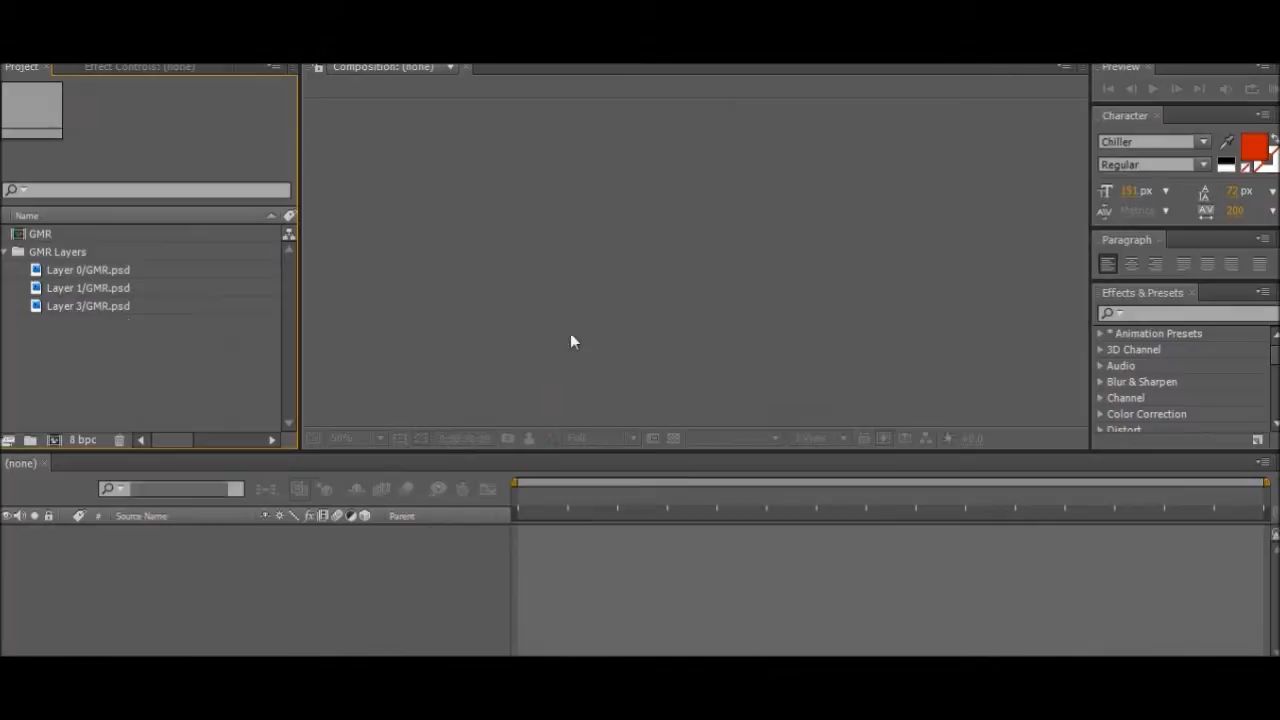 Project
Effect Controls: (none)
Composition: (none)
Preview
Character
Chiller
Regular
191 px
72 px
Metrics
200
Paragraph
Effects & Presets
* Animation Presets
3D Channel
Audio
Blur & Sharpen
Channel
Color Correction
Distort
Name
GMR
GMR Layers
Layer 0/GMR.psd
Layer 1/GMR.psd
Layer 3/GMR.psd
8 bpc
50%
Full
1 View
+0.0
(none)
#
Source Name
fx
Parent